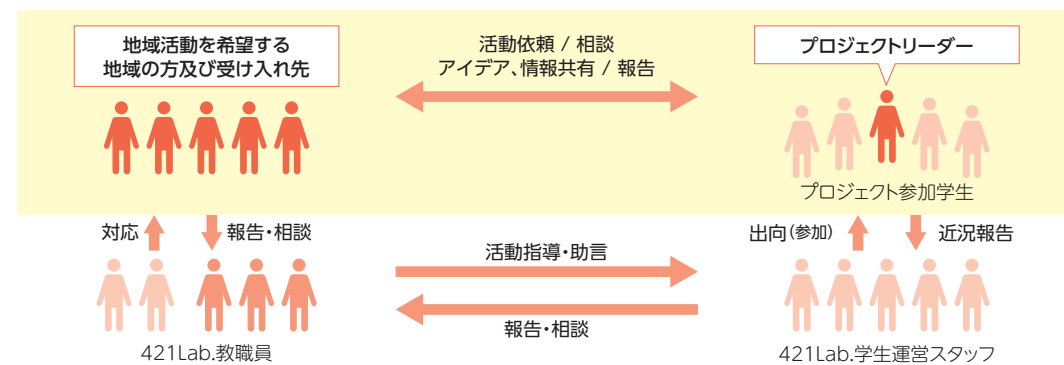 地域活動を希望する
地域の方及び受け入れ先
活動依頼 / 相談
アイデア、情報共有 / 報告
プロジェクトリーダー
プロジェクト参加学生
対応
報告・相談
出向(参加)
近況報告
活動指導・助言
報告・相談
421Lab.教職員
421Lab.学生運営スタッフ